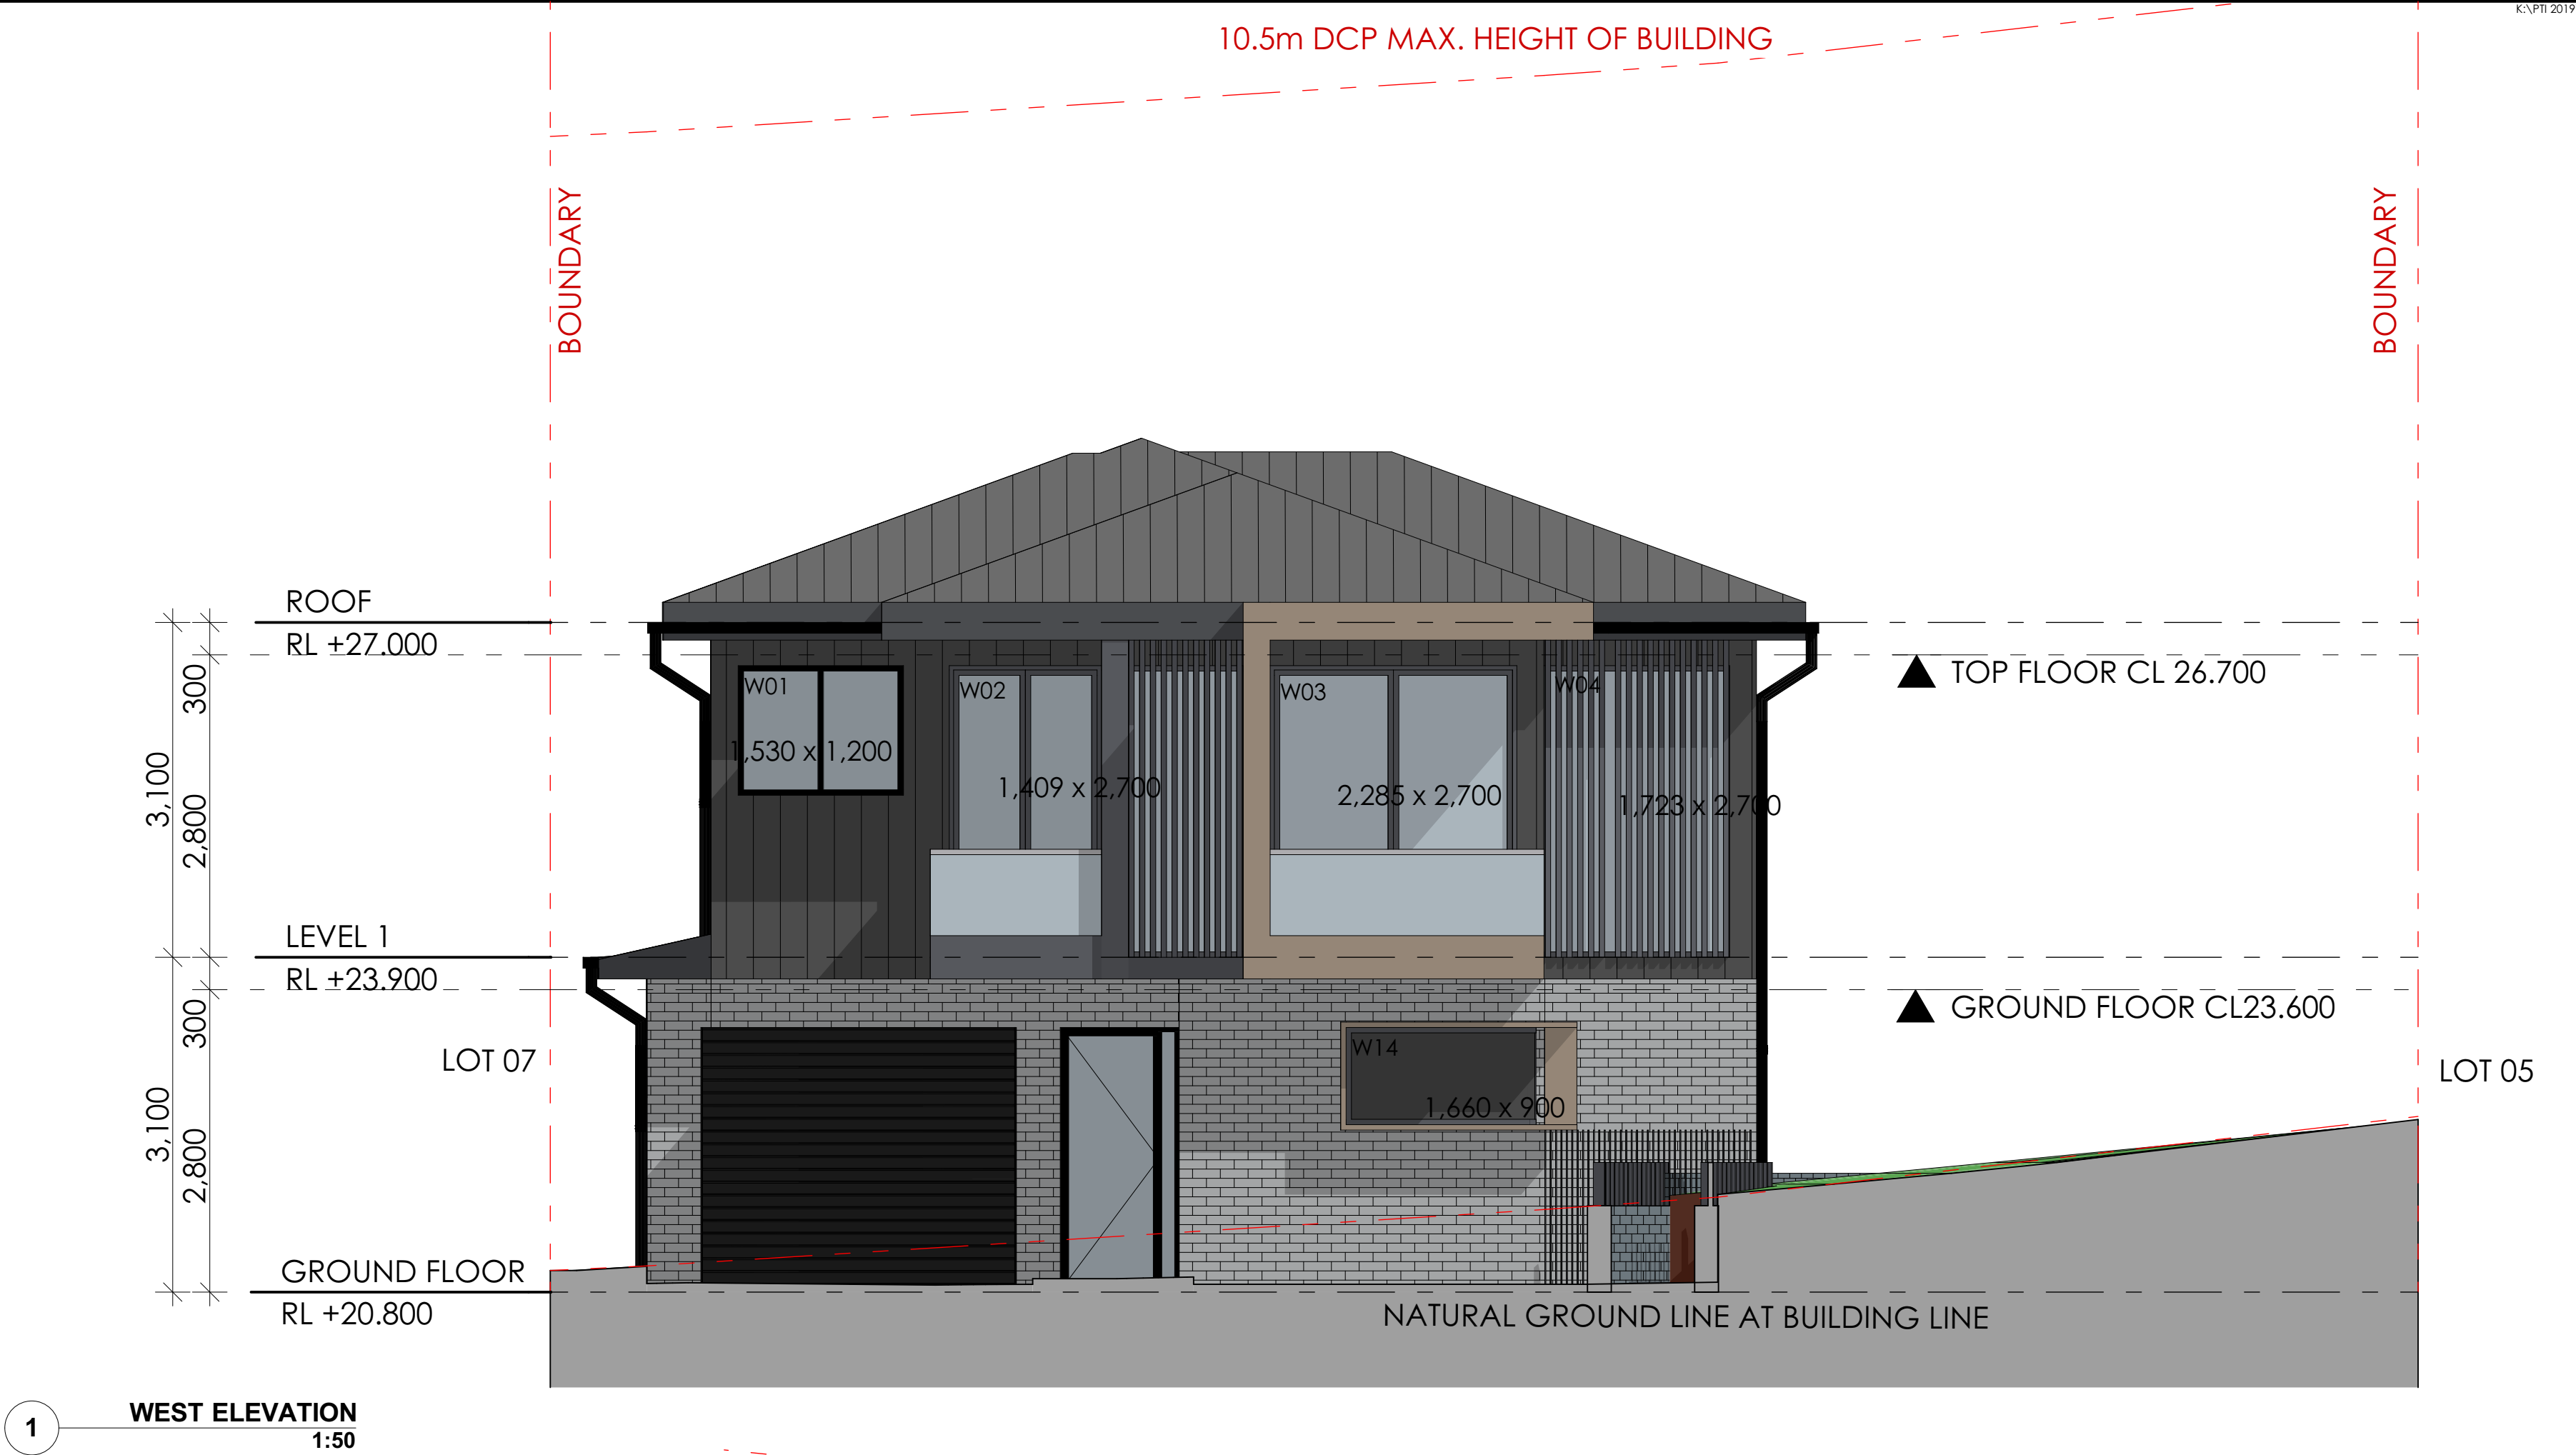 K:\PTI 2019
10.5m DCP MAX. HEIGHT OF BUILDING
BOUNDARY
BOUNDARY
ROOF
RL +27.000
TOP FLOOR CL 26.700
W01
W02
W03
W04
1,530 x 1,200
1,409 x 2,700
2,285 x 2,700
1,723 x 2,700
300
3,100
2,800
LEVEL 1
RL +23.900
GROUND FLOOR CL23.600
300
3,100
2,800
LOT 07
W14
1,660 x 900
LOT 05
GROUND FLOOR
RL +20.800
NATURAL GROUND LINE AT BUILDING LINE
1
WEST ELEVATION
1:50